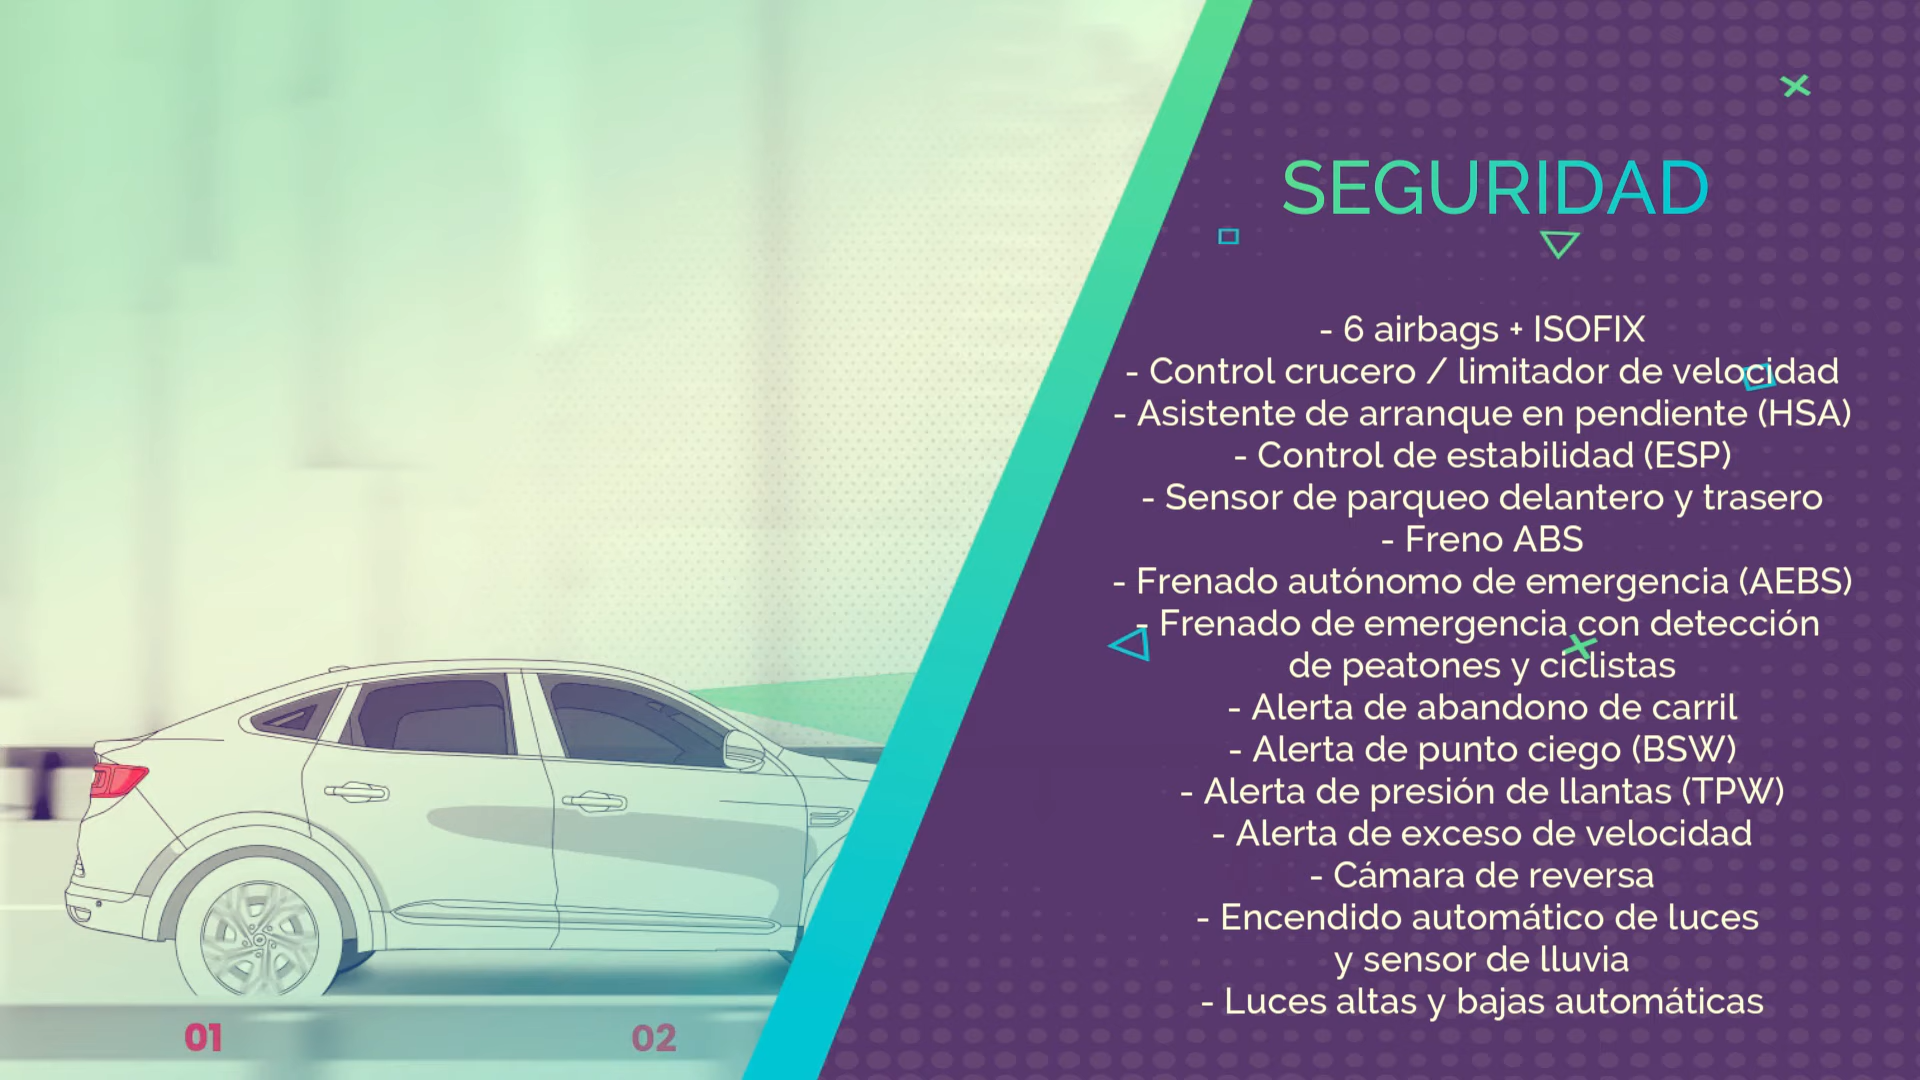 SEGURIDAD
- 6 airbags + ISOFIX
- Control crucero / limitador de velocidad
- Asistente de arranque en pendiente (HSA)
- Control de estabilidad (ESP)
- Sensor de parqueo delantero y trasero
- Freno ABS
- Frenado autónomo de emergencia (AEBS)
- Frenado de emergencia con detección
de peatones y ciclistas
- Alerta de abandono de carril
- Alerta de punto ciego (BSW)
- Alerta de presión de llantas (TPW)
- Alerta de exceso de velocidad
- Cámara de reversa
- Encendido automático de luces
y sensor de lluvia
- Luces altas y bajas automáticas
01
02